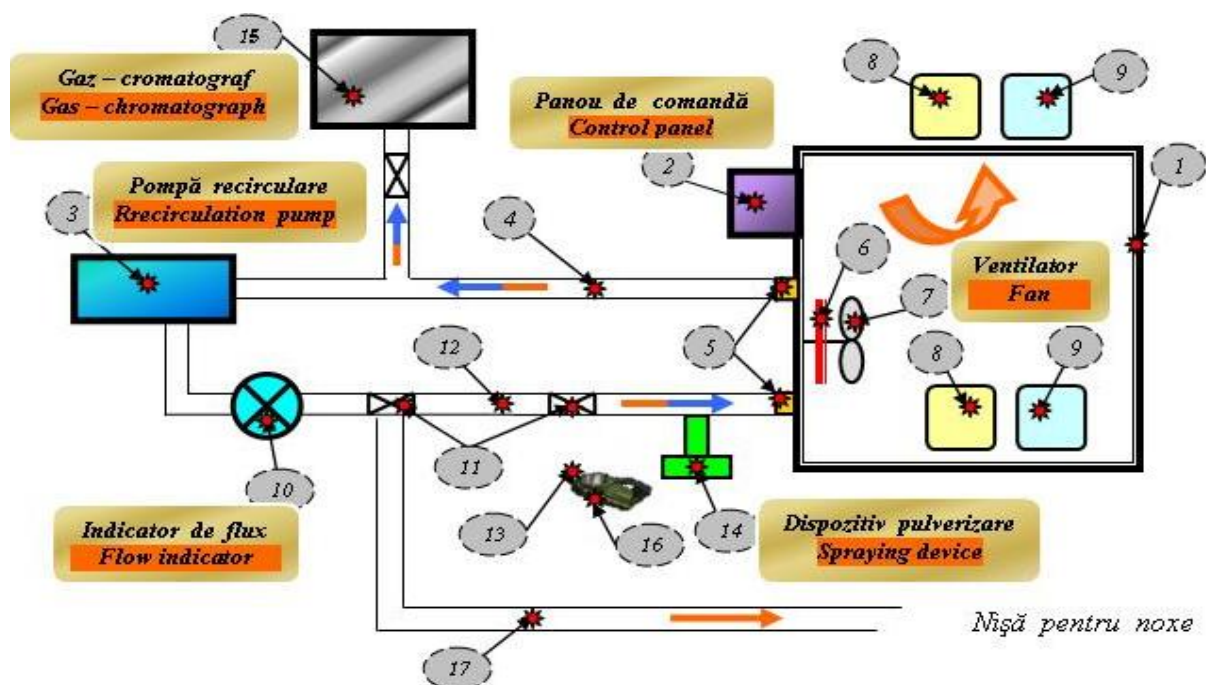 15
Gaz – cromatograf
Gas – chromatograph
8
9
Panou de comandă
Control panel
2
1
Pompă recirculare
Rrecirculation pump
3
4
6
Ventilator
Fan
7
5
12
8
9
11
10
13
16
14
Indicator de flux
Flow indicator
Dispozitiv pulverizare
Spraying device
17
Nişă pentru noxe